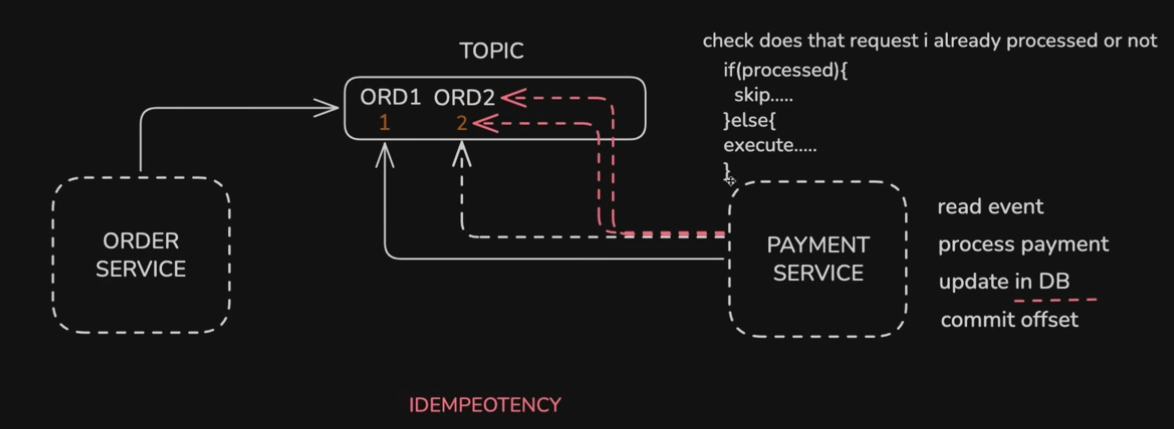 TOPIC
check does that request i already processed or not
if(processed){
skip.....
}else{
execute.....
}
ORD1 ORD2
1 2
ORDER
SERVICE
PAYMENT
SERVICE
read event
process payment
update in DB
commit offset
IDEMPEOTENCY